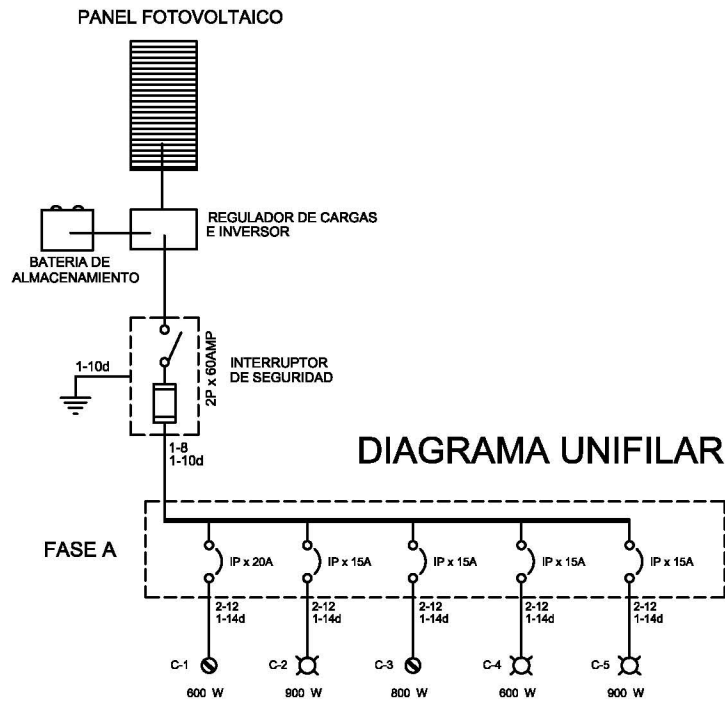 PANEL FOTOVOLTAICO
REGULADOR DE CARGAS
E INVERSOR
BATERIA DE
ALMACENAMIENTO
2P x 60AMP
INTERRUPTOR
DE SEGURIDAD
1-10d
1-8
1-10d
DIAGRAMA UNIFILAR
FASE A
IP x 20A
IP x 15A
IP x 15A
IP x 15A
IP x 15A
2-12
1-14d
2-12
1-14d
2-12
1-14d
2-12
1-14d
2-12
1-14d
C-1
C-2
C-3
C-4
C-5
600 W
900 W
800 W
600 W
900 W